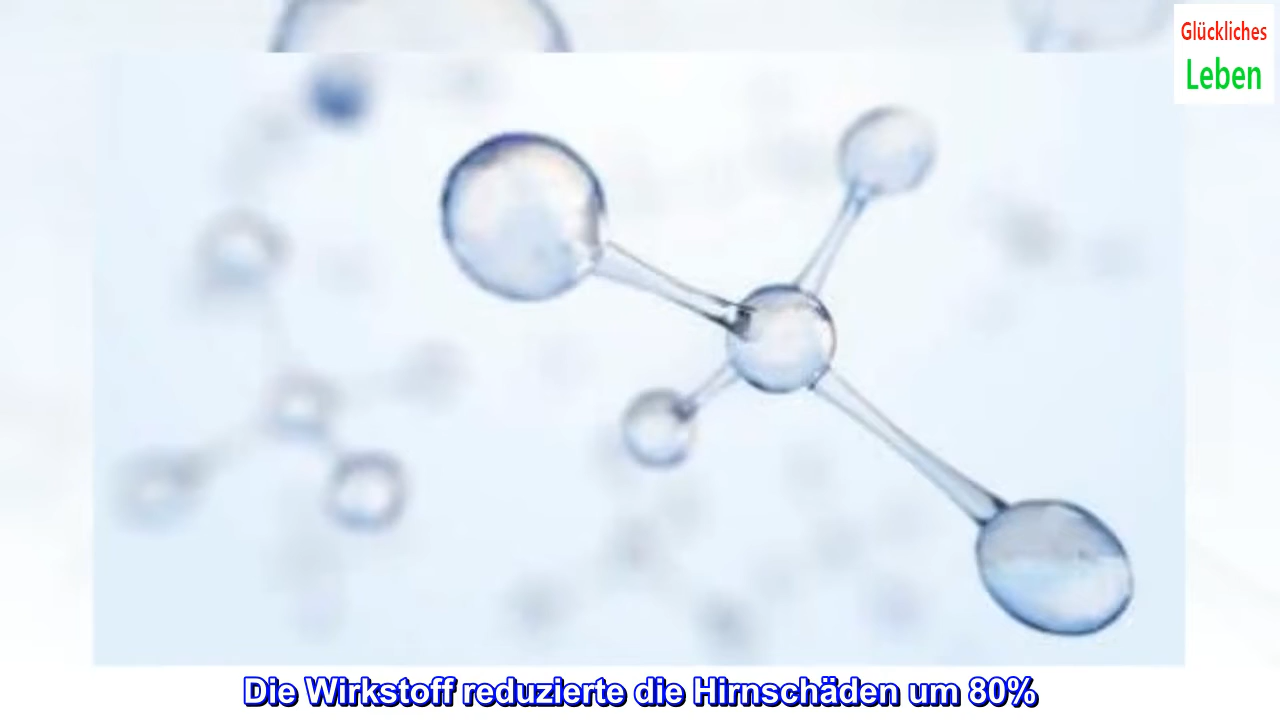 Glückliches
Leben
Die Wirkstoff reduzierte die Hirnschäden um 80%